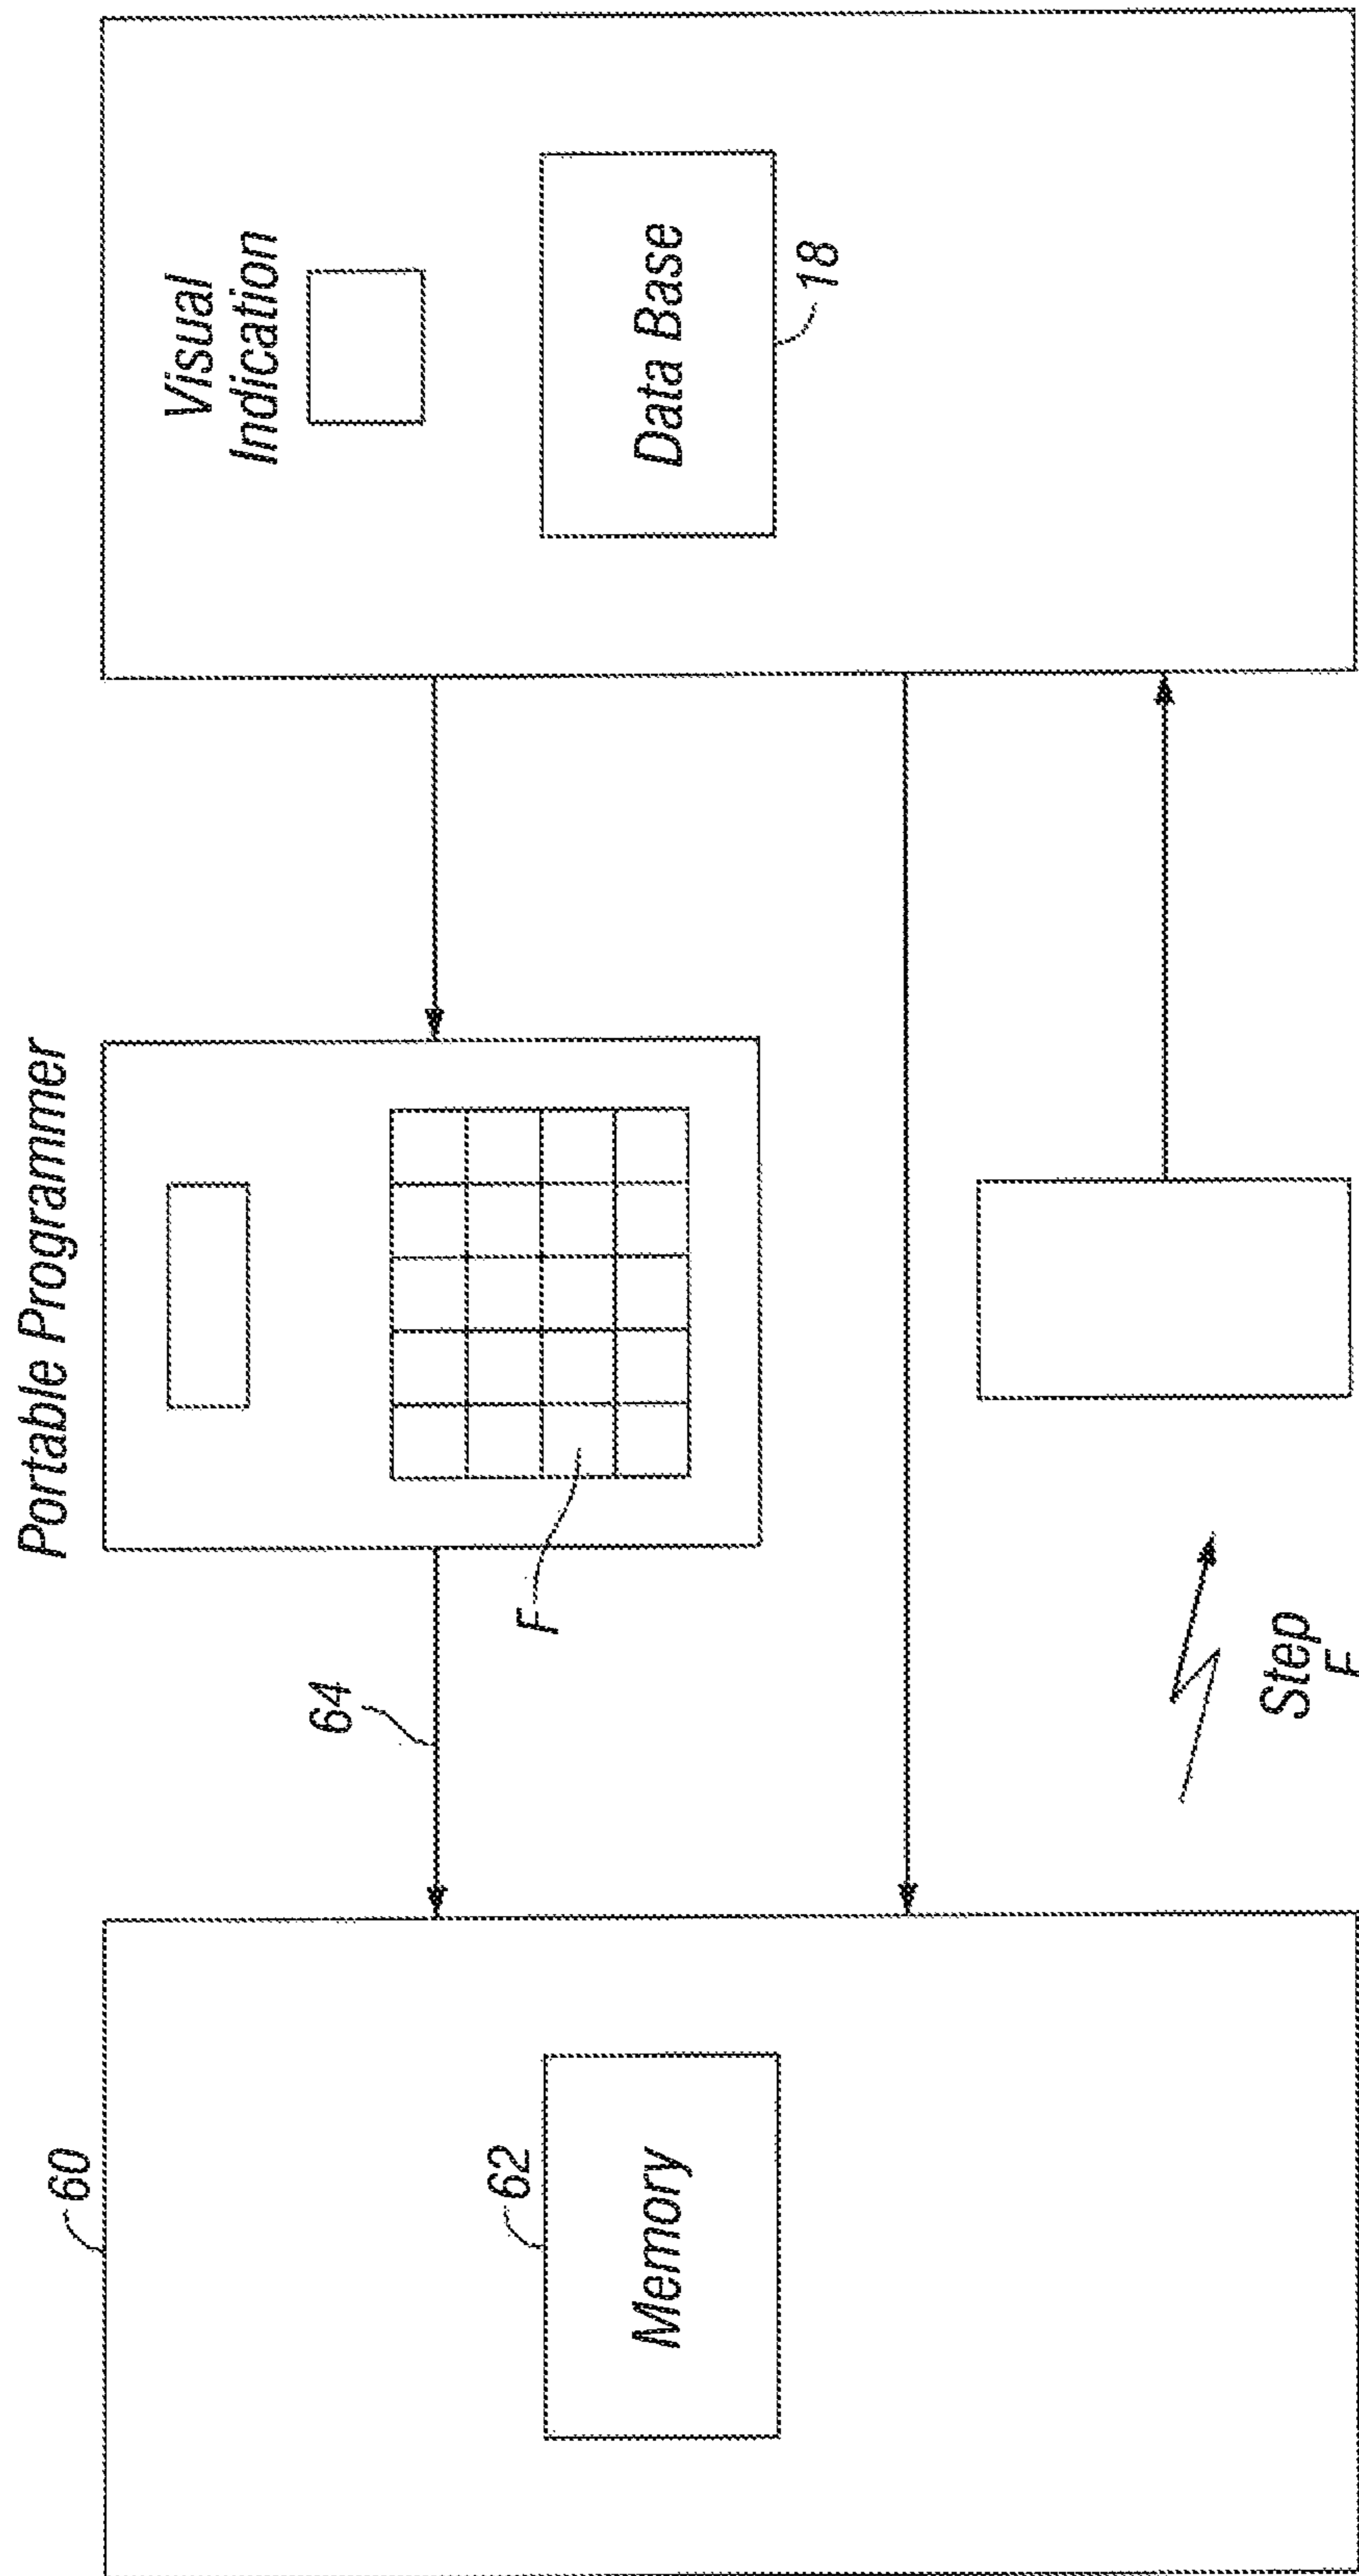 Portable Programmer
60
Visual
Indication
64
62
F
Memory
Data Base
18
Step